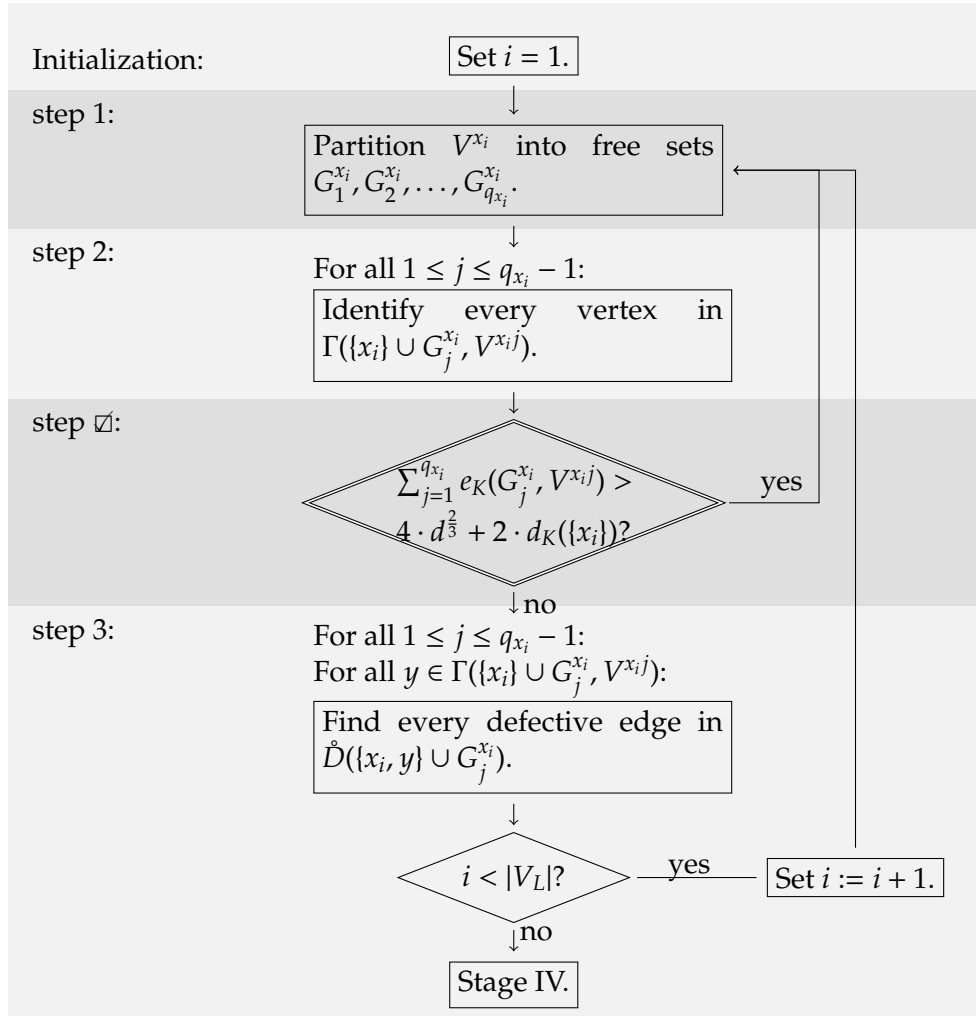 Initialization:
Set i = 1.
step 1:
Partition V^{x_i} into free sets
G_1^{x_i}, G_2^{x_i}, . . . , G_{q_{x_i}}^{x_i}.
step 2:
For all 1 ≤ j ≤ q_{x_i} − 1:
Identify every vertex in
Γ({x_i} ∪ G_j^{x_i}, V^{x_i j}).
step ☑:
∑_{j=1}^{q_{x_i}} e_K(G_j^{x_i}, V^{x_i j}) >
4 · d^{2/3} + 2 · d_K({x_i})?
yes
no
step 3:
For all 1 ≤ j ≤ q_{x_i} − 1:
For all y ∈ Γ({x_i} ∪ G_j^{x_i}, V^{x_i j}):
Find every defective edge in
D̊({x_i, y} ∪ G_j^{x_i}).
i < |V_L|?
yes
Set i := i + 1.
no
Stage IV.